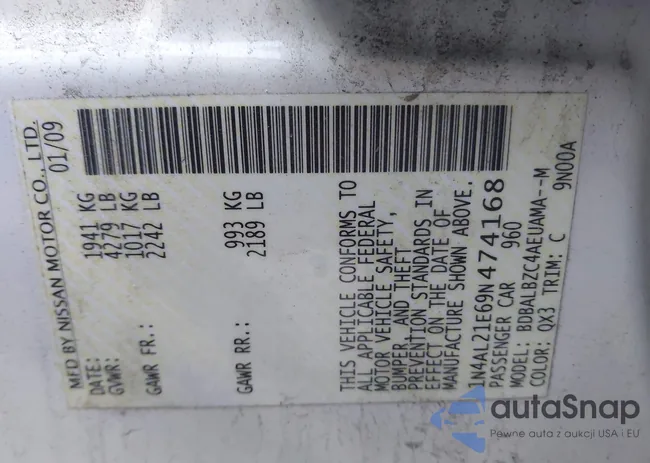 MFD BY NISSAN MOTOR CO., LTD.
DATE: 01/09
GVWR: 1941 KG
4279 LB
GAWR FR.: 1017 KG
2242 LB
GAWR RR.: 993 KG
2189 LB
THIS VEHICLE CONFORMS TO
ALL APPLICABLE FEDERAL
MOTOR VEHICLE SAFETY,
BUMPER, AND THEFT
PREVENTION STANDARDS IN
EFFECT ON THE DATE OF
MANUFACTURE SHOWN ABOVE.
1N4AL21E69N474168
PASSENGER CAR 960
MODEL: BDBALBZC4AEUAMA--M
COLOR: QX3 TRIM: C 9N00A
autaSnap
Pewne auta z aukcji USA i EU